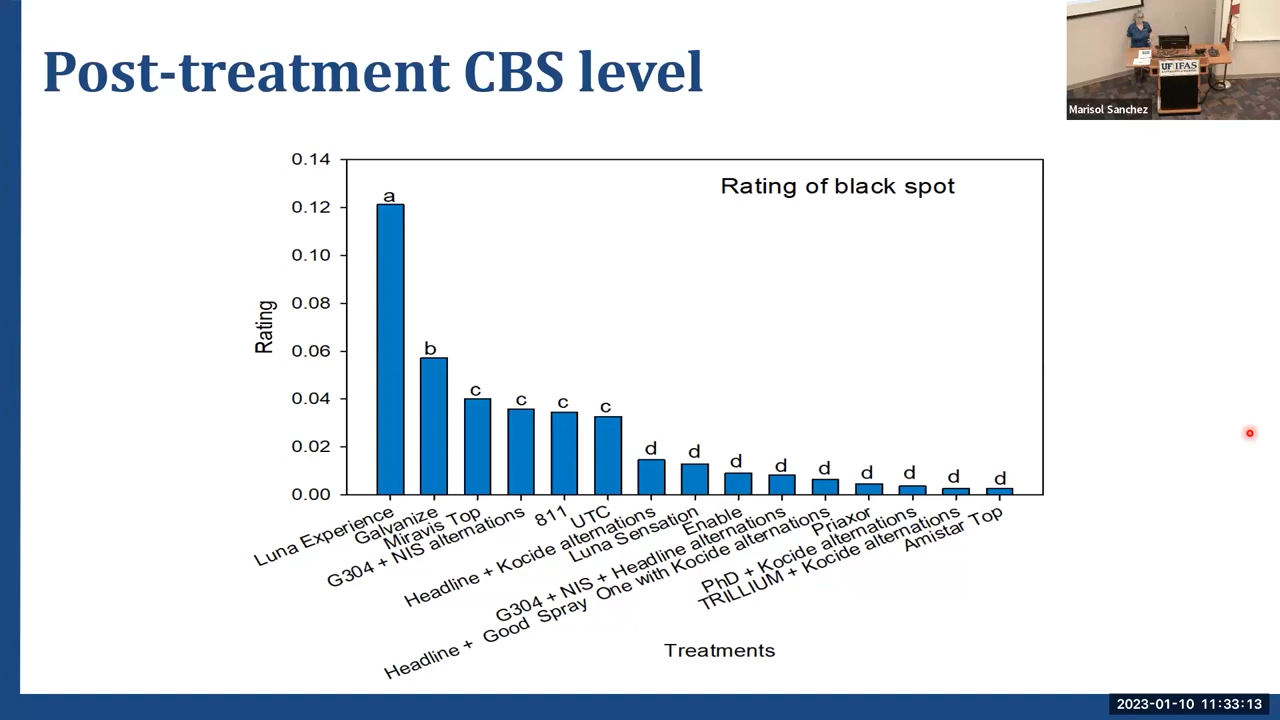 Post-treatment CBS level
UF IFAS
Marisol Sanchez
Rating of black spot
Rating
0.14
0.12
0.10
0.08
0.06
0.04
0.02
0.00
a
b
c
c
c
c
d
d
d
d
d
d
d
d
d
Luna Experience
Galvanize
Miravis Top
G304 + NIS alternations
811
UTC
Headline + Kocide alternations
Luna Sensation
Enable
G304 + NIS + Headline alternations
Headline + Good Spray One with Kocide alternations
Priaxor
PhD + Kocide alternations
TRILLIUM + Kocide alternations
Amistar Top
Treatments
2023-01-10 11:33:13